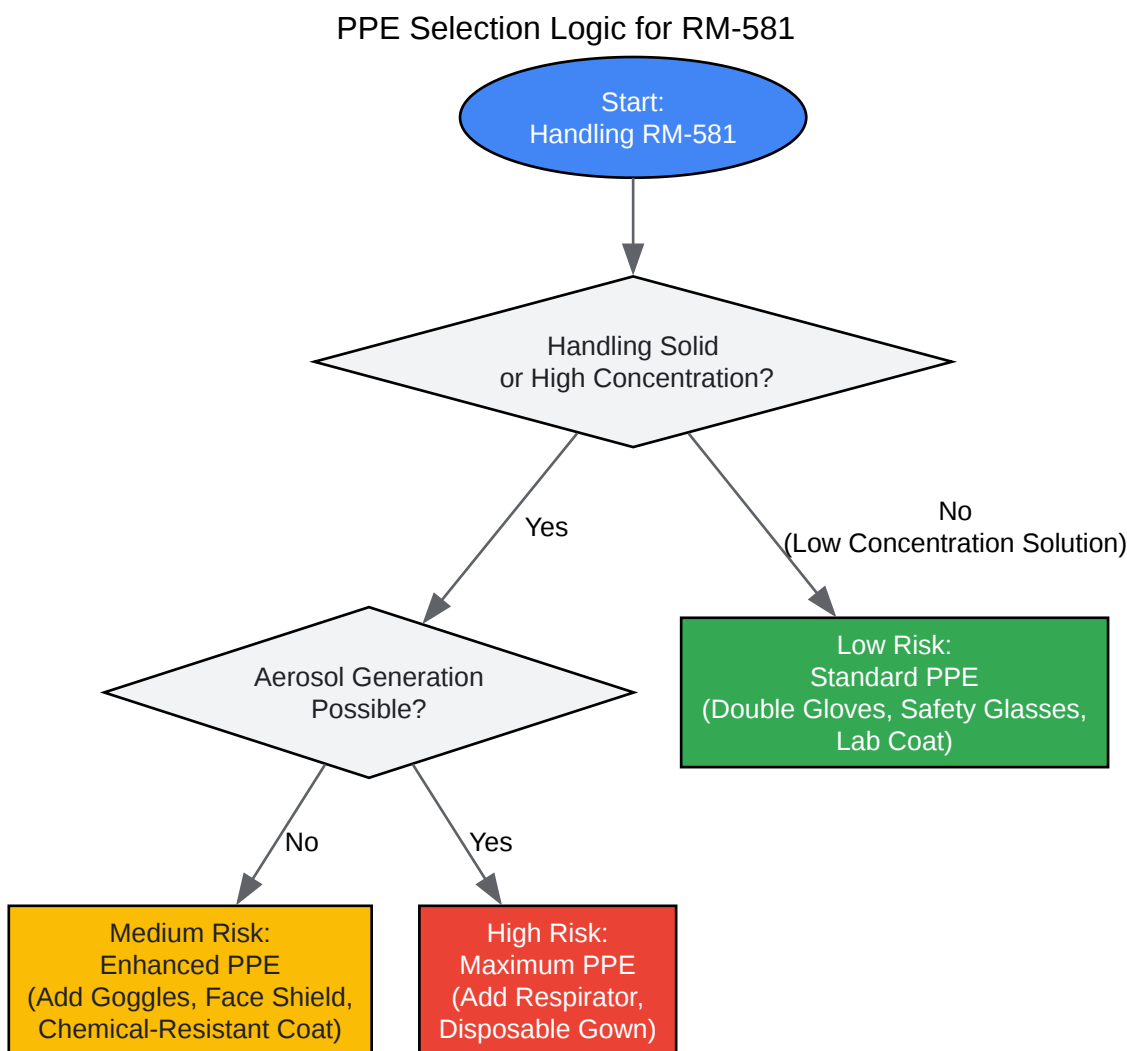 PPE Selection Logic for RM-581
Start:
Handling RM-581
Handling Solid
or High Concentration?
Yes
No
(Low Concentration Solution)
Aerosol Generation
Possible?
Low Risk:
Standard PPE
(Double Gloves, Safety Glasses,
Lab Coat)
No
Yes
Medium Risk:
Enhanced PPE
(Add Goggles, Face Shield,
Chemical-Resistant Coat)
High Risk:
Maximum PPE
(Add Respirator,
Disposable Gown)